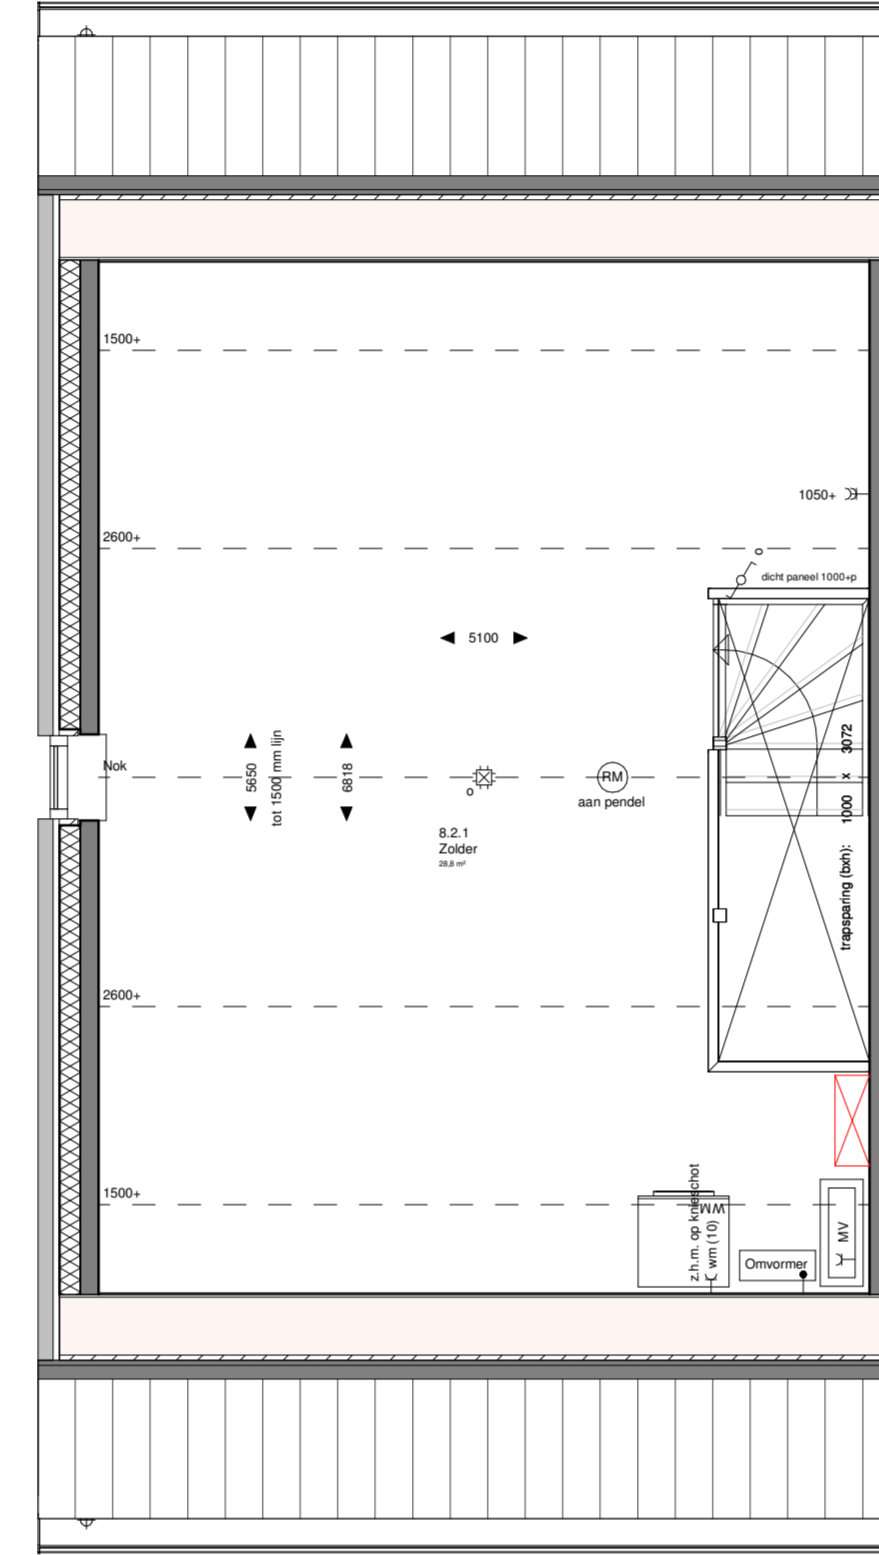 1500+
1050+
2600+
dicht paneel 1000+p
5100
Nok
5650
tot 1500 mm lijn
6818
RM
aan pendel
trapsparing (bxh): 1000 x 3072
8.2.1
Zolder
28,8 m²
2600+
1500+
z.h.m. op knieschot
WM
wm (10)
Omvormer
MV